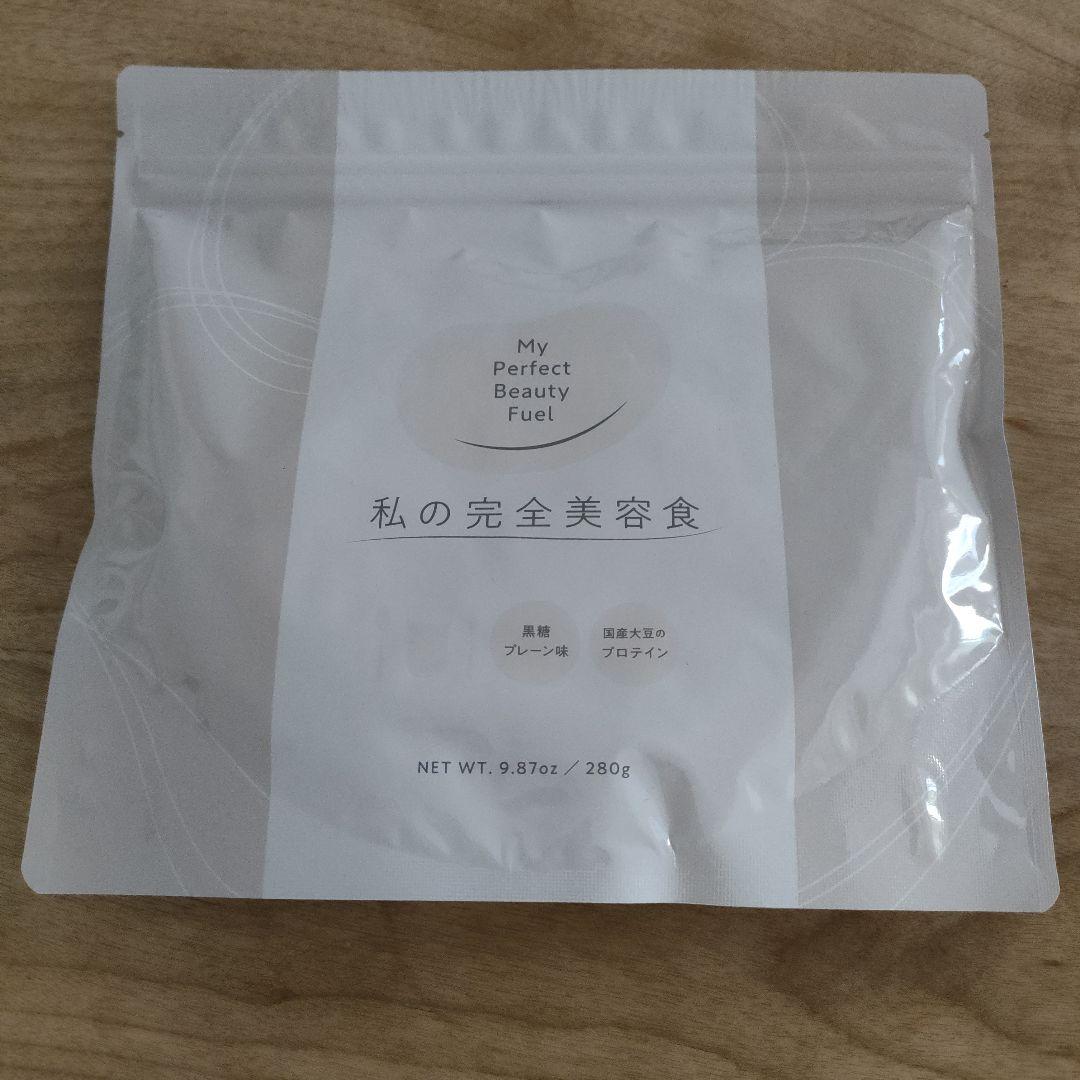 My
Perfect
Beauty
Fuel
私の完全美容食
黒糖
プレーン味
国産大豆の
プロテイン
NET WT. 9.87oz／280g